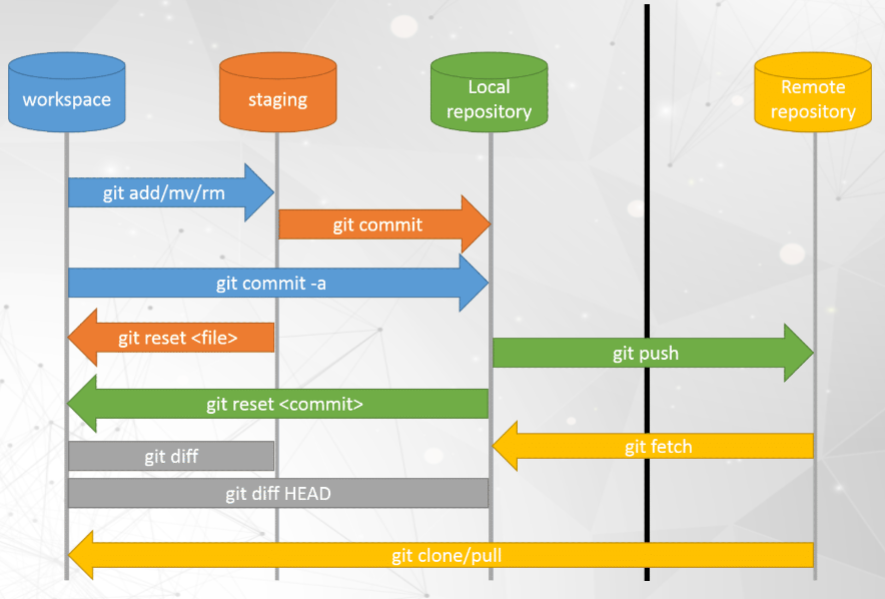 workspace
staging
Local
repository
Remote
repository
git add/mv/rm
git commit
git commit -a
git reset <file>
git push
git reset <commit>
git fetch
git diff
git diff HEAD
git clone/pull